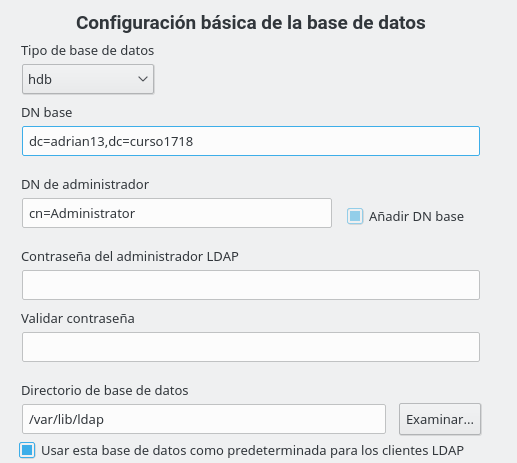 Configuración básica de la base de datos
Tipo de base de datos
hdb
DN base
dc=adrian13,dc=curso1718
DN de administrador
cn=Administrator
Añadir DN base
Contraseña del administrador LDAP
Validar contraseña
Directorio de base de datos
/var/lib/ldap
Examinar...
Usar esta base de datos como predeterminada para los clientes LDAP